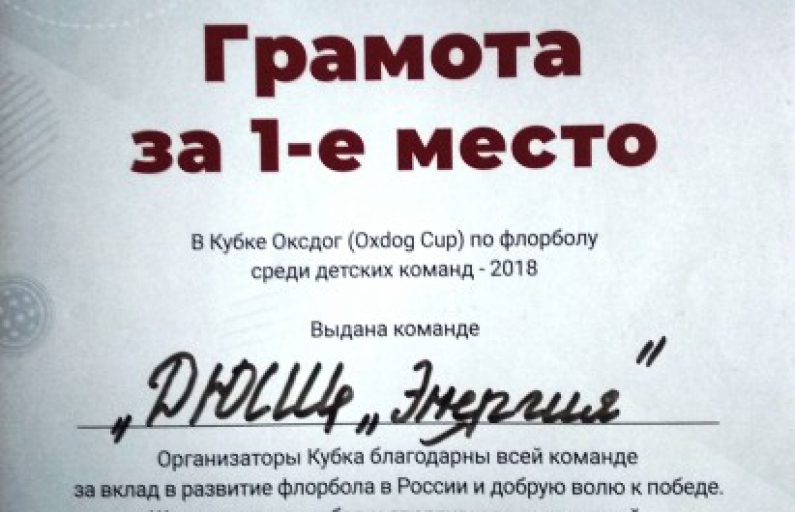 Грамота
за 1-е место
В Кубке Оксдог (Oxdog Cup) по флорболу
среди детских команд - 2018
Выдана команде
„ДЮСШ „Энергия"
Организаторы Кубка благодарны всей команде
за вклад в развитие флорбола в России и добрую волю к победе.